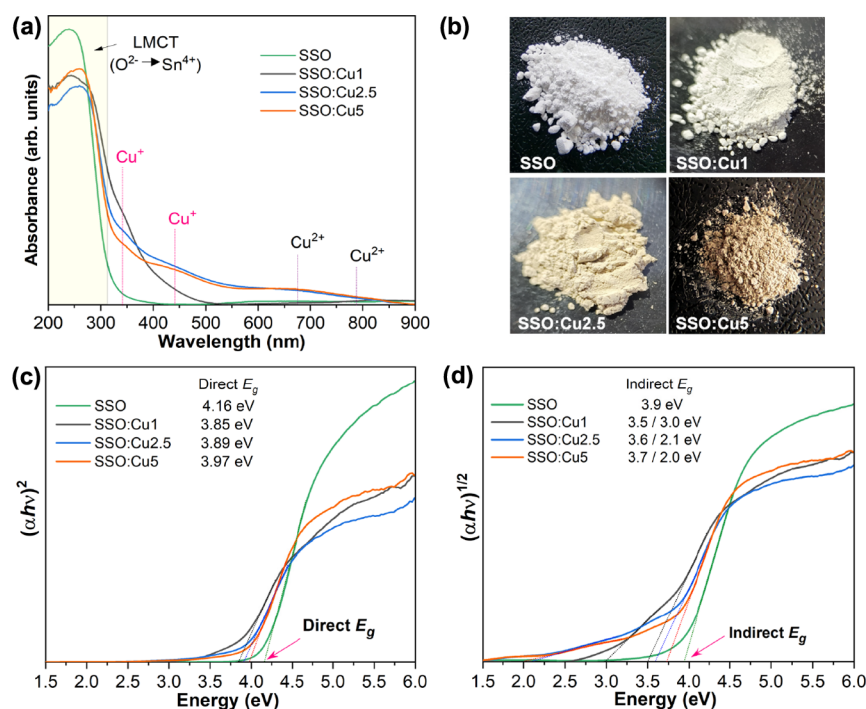 (a)
LMCT
(O²⁻→Sn⁴⁺)
SSO
SSO:Cu1
SSO:Cu2.5
SSO:Cu5
Cu⁺
Cu⁺
Cu²⁺
Cu²⁺
Absorbance (arb. units)
200 300 400 500 600 700 800 900
Wavelength (nm)
(b)
SSO
SSO:Cu1
SSO:Cu2.5
SSO:Cu5
(c)
Direct Eg
SSO 4.16 eV
SSO:Cu1 3.85 eV
SSO:Cu2.5 3.89 eV
SSO:Cu5 3.97 eV
(αhν)²
Direct Eg
1.5 2.0 2.5 3.0 3.5 4.0 4.5 5.0 5.5 6.0
Energy (eV)
(d)
Indirect Eg
SSO 3.9 eV
SSO:Cu1 3.5 / 3.0 eV
SSO:Cu2.5 3.6 / 2.1 eV
SSO:Cu5 3.7 / 2.0 eV
(αhν)¹/²
Indirect Eg
1.5 2.0 2.5 3.0 3.5 4.0 4.5 5.0 5.5 6.0
Energy (eV)